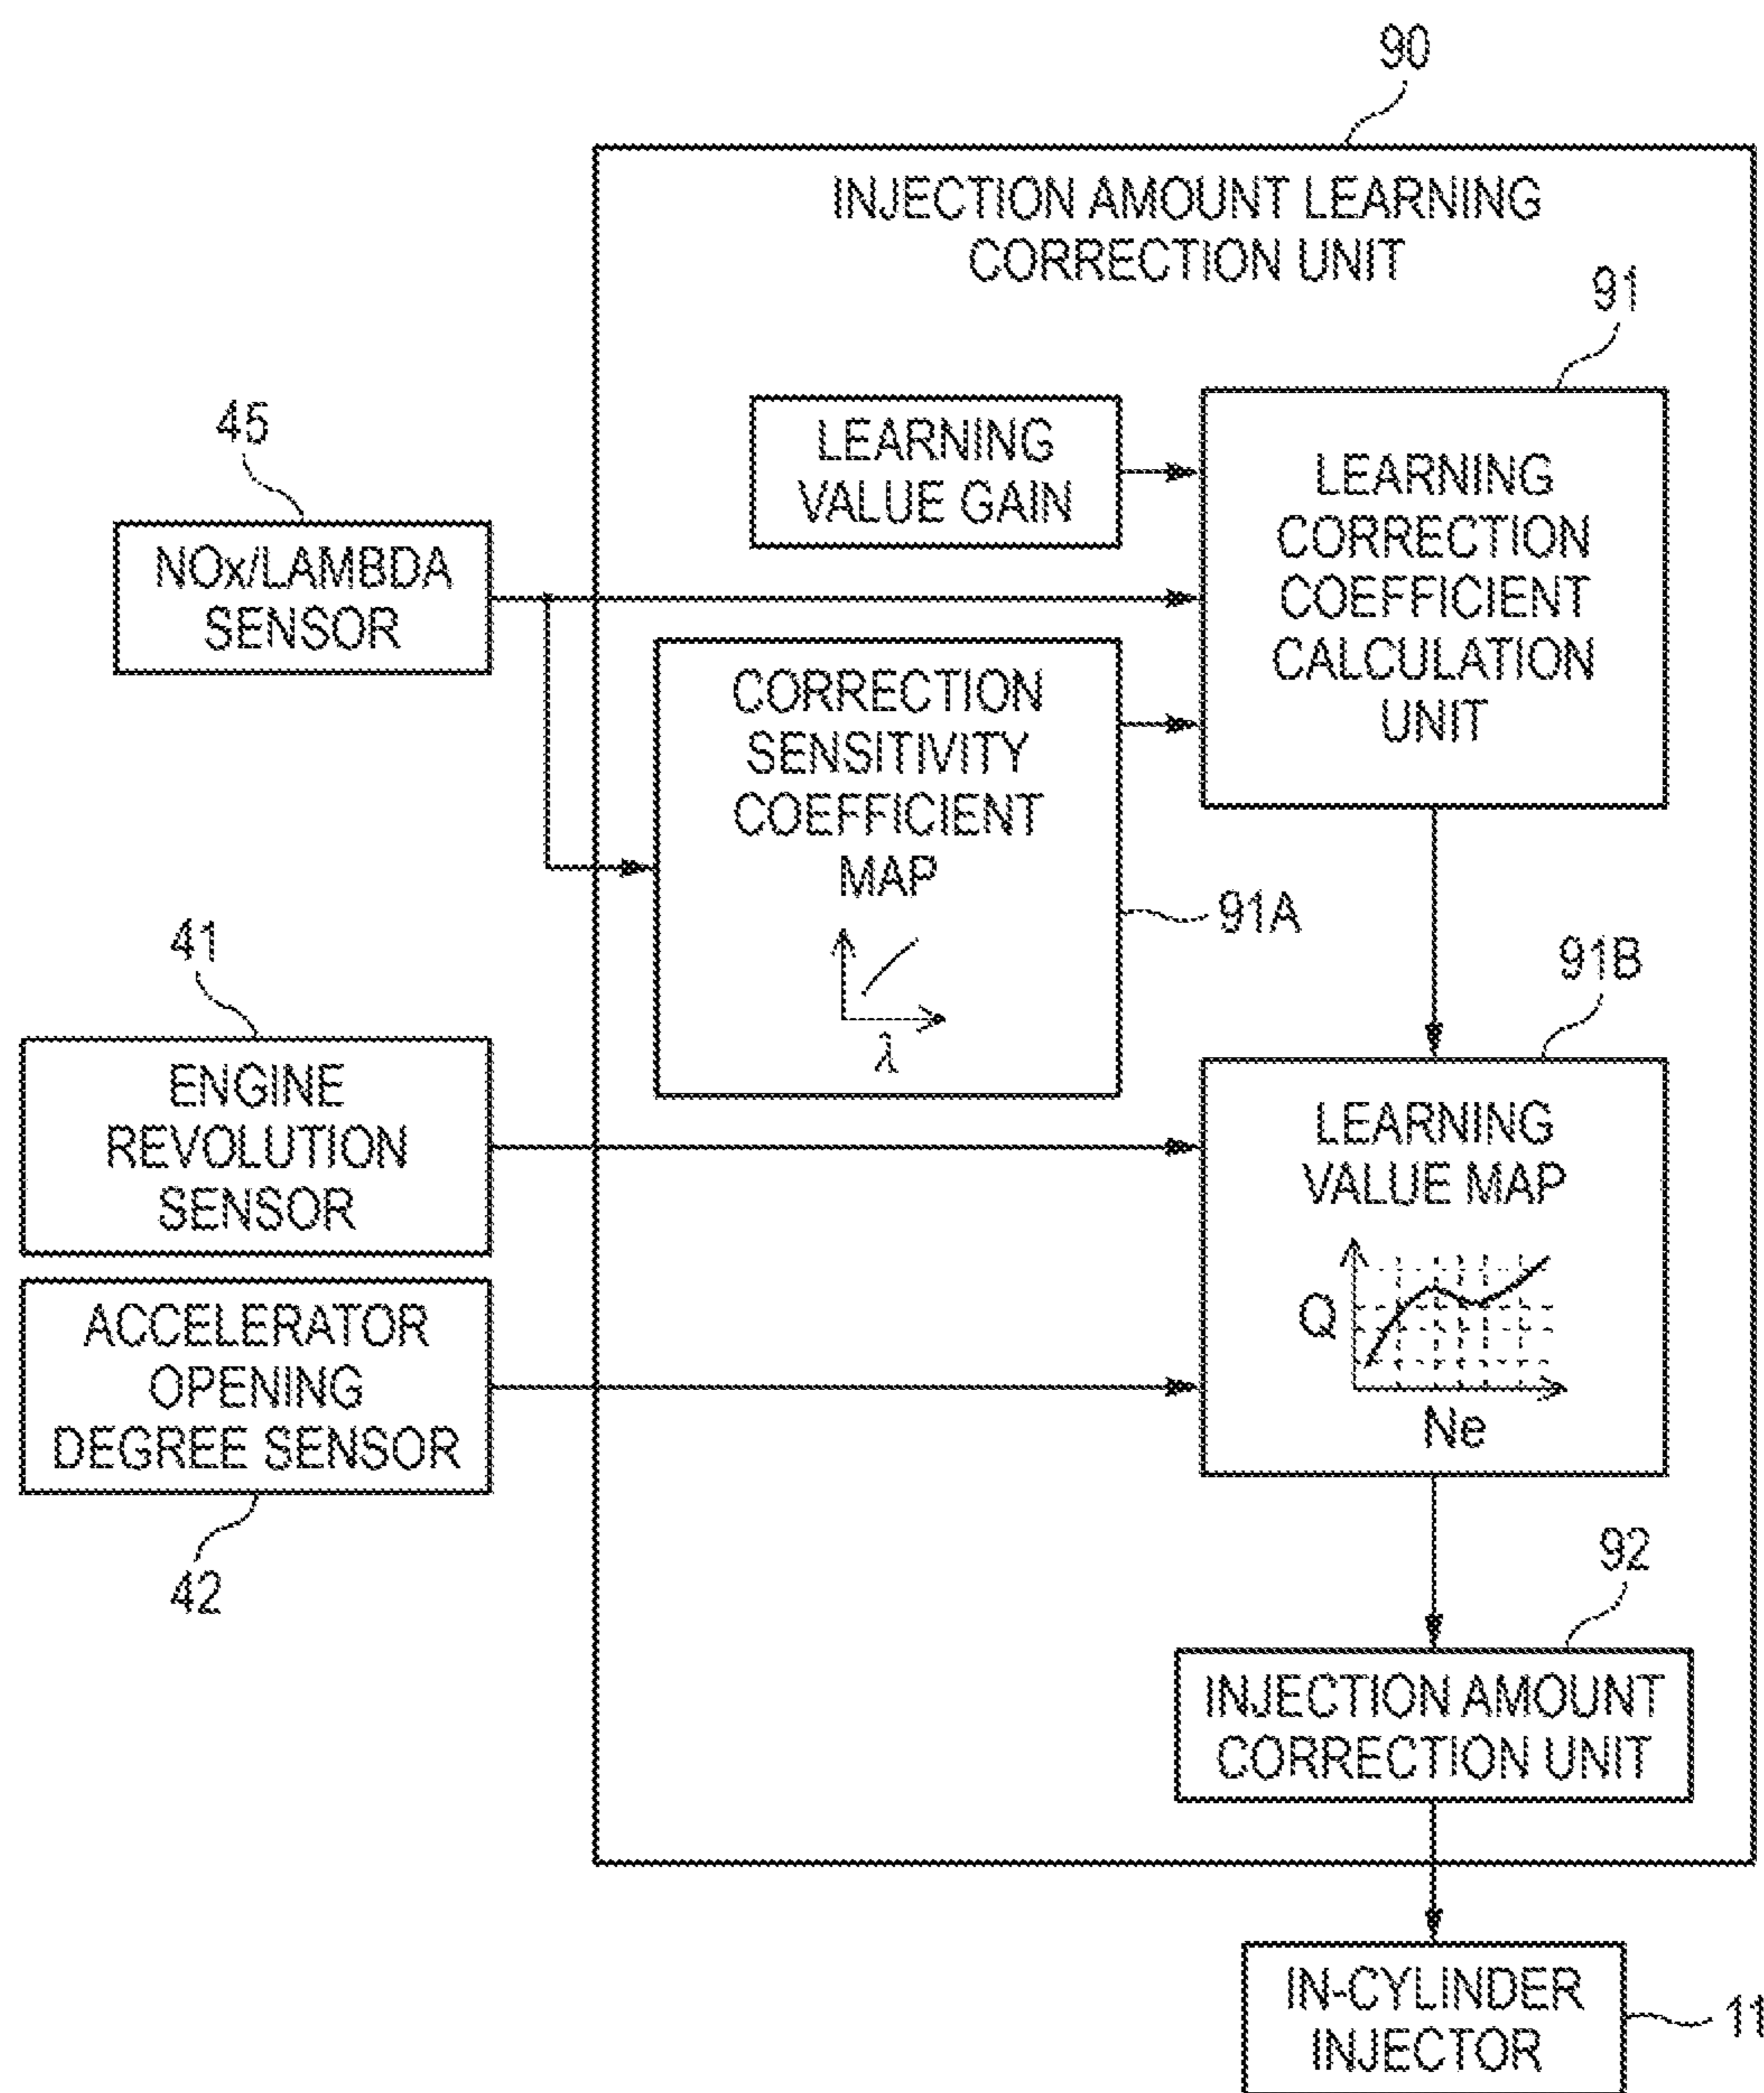 90
INJECTION AMOUNT LEARNING
CORRECTION UNIT
91
LEARNING
VALUE GAIN
LEARNING
CORRECTION
COEFFICIENT
CALCULATION
UNIT
45
NOx/LAMBDA
SENSOR
CORRECTION
SENSITIVITY
COEFFICIENT
MAP
λ
91A
41
ENGINE
REVOLUTION
SENSOR
91B
LEARNING
VALUE MAP
Q
Ne
ACCELERATOR
OPENING
DEGREE SENSOR
42
92
INJECTION AMOUNT
CORRECTION UNIT
IN-CYLINDER
INJECTOR
11